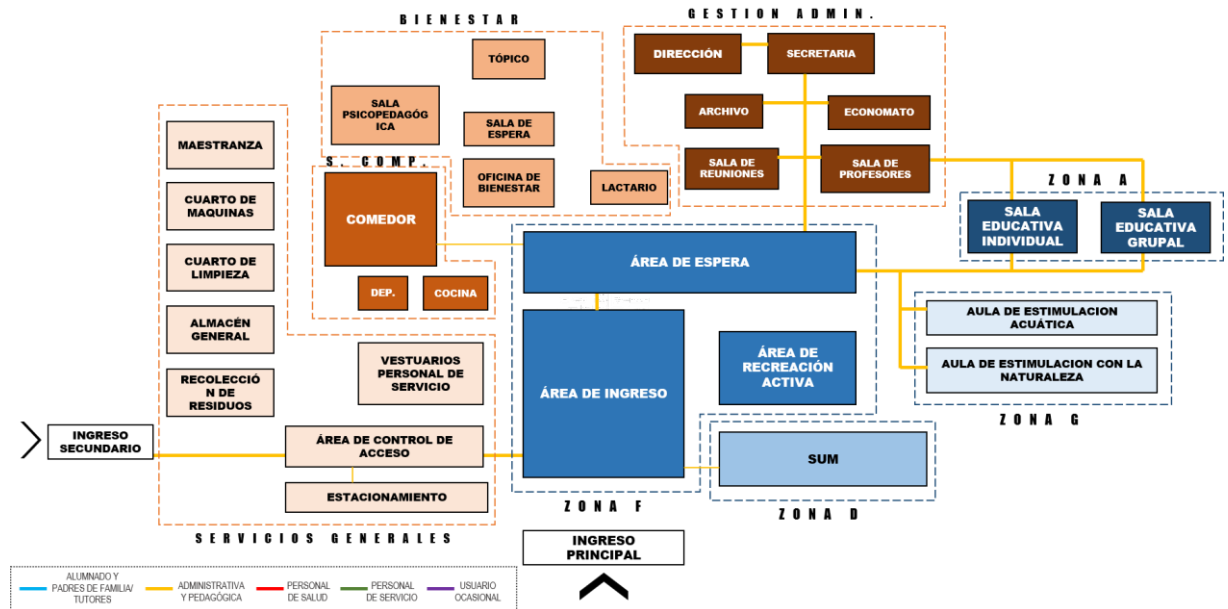 BIENESTAR
GESTION ADMIN.
TÓPICO
DIRECCIÓN
SECRETARIA
SALA
PSICOPEDAGÓG
ICA
ARCHIVO
ECONOMATO
SALA DE
ESPERA
MAESTRANZA
S. COMP.
OFICINA DE
BIENESTAR
LACTARIO
SALA DE
REUNIONES
SALA DE
PROFESORES
ZONA A
CUARTO DE
MAQUINAS
COMEDOR
SALA
EDUCATIVA
INDIVIDUAL
SALA
EDUCATIVA
GRUPAL
CUARTO DE
LIMPIEZA
ÁREA DE ESPERA
DEP.
COCINA
ALMACÉN
GENERAL
AULA DE ESTIMULACION
ACUÁTICA
VESTUARIOS
PERSONAL DE
SERVICIO
ÁREA DE
RECREACIÓN
ACTIVA
AULA DE ESTIMULACION CON LA
NATURALEZA
RECOLECCIÓ
N DE
RESIDUOS
ÁREA DE INGRESO
ZONA G
INGRESO
SECUNDARIO
ÁREA DE CONTROL DE
ACCESO
SUM
ESTACIONAMIENTO
ZONA F
ZONA D
SERVICIOS GENERALES
INGRESO
PRINCIPAL
ALUMNADO Y
PADRES DE FAMILIA/
TUTORES
ADMINISTRATIVA
Y PEDAGÓGICA
PERSONAL
DE SALUD
PERSONAL
DE SERVICIO
USUARIO
OCASIONAL